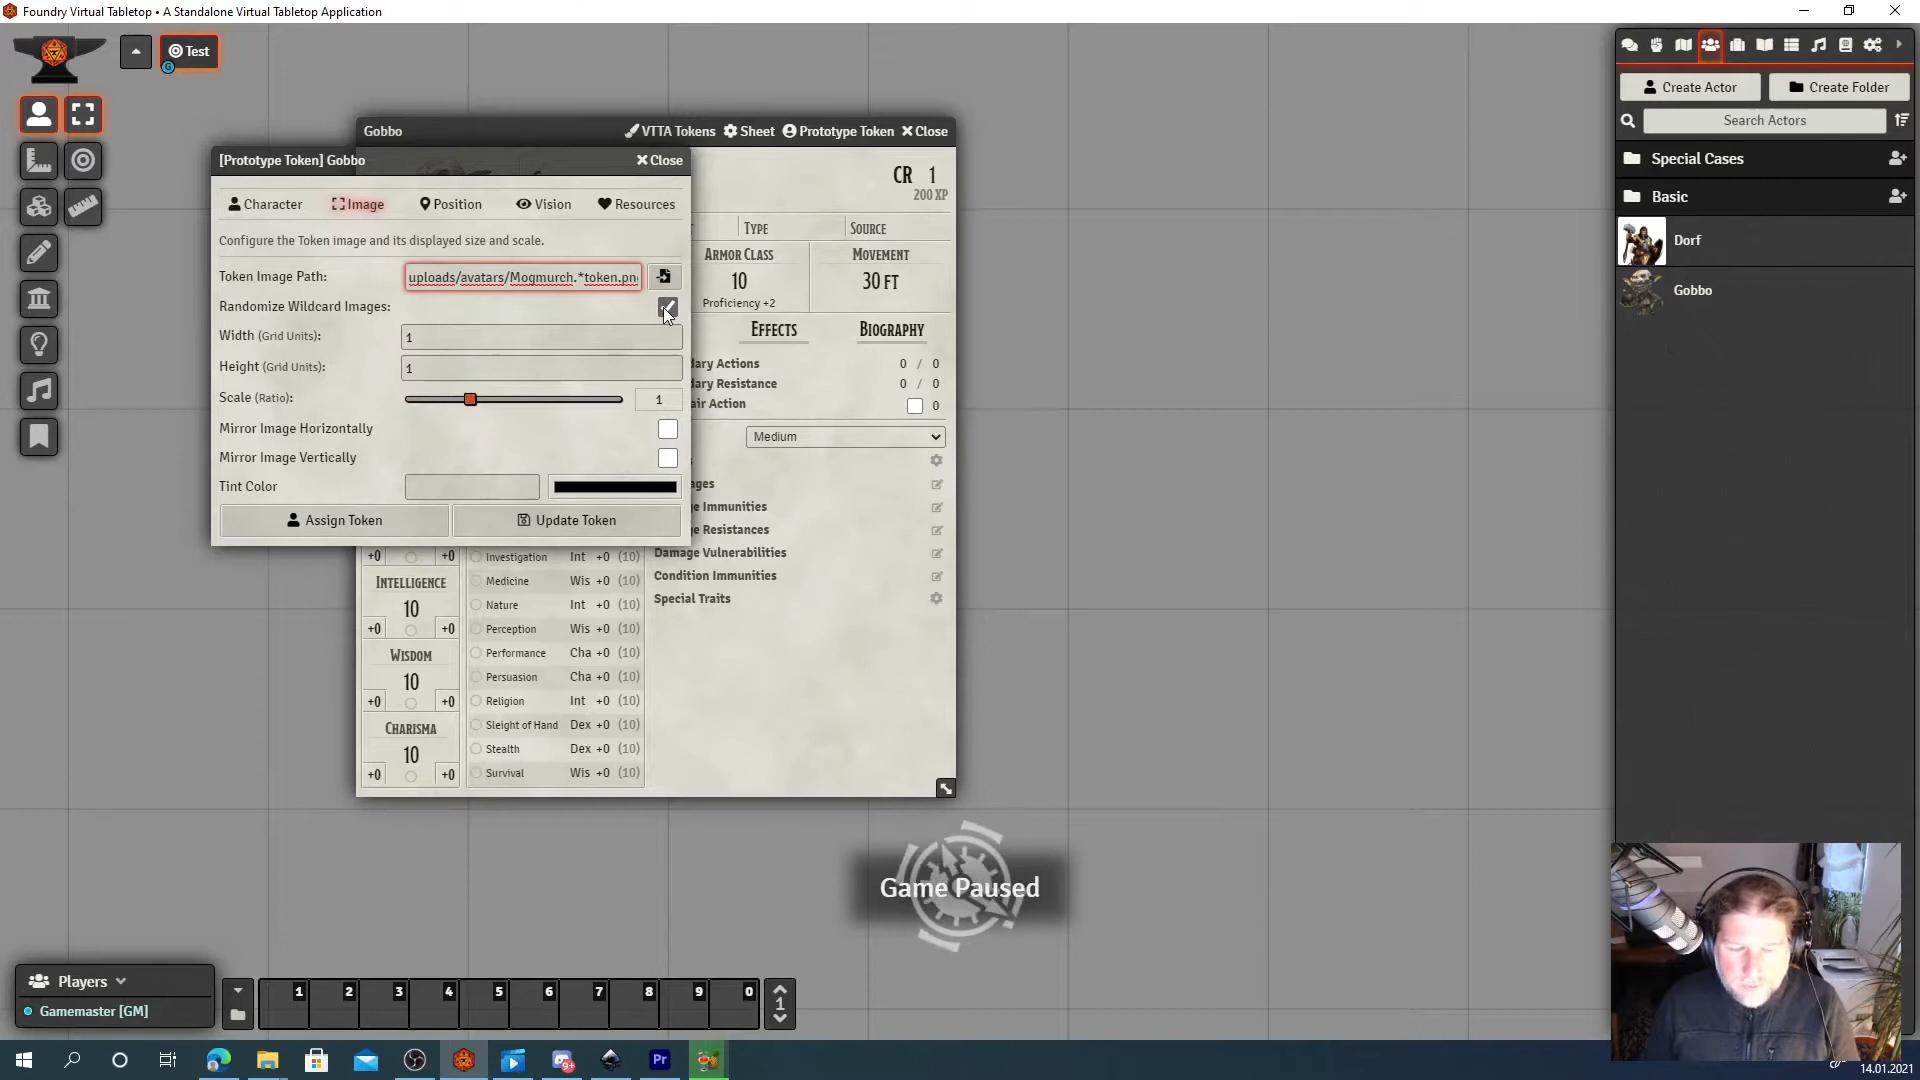 Foundry Virtual Tabletop • A Standalone Virtual Tabletop Application
Test
G
Gobbo
VTTA Tokens
Sheet
Prototype Token
Close
[Prototype Token] Gobbo
Close
Character
Image
Position
Vision
Resources
Configure the Token image and its displayed size and scale.
Token Image Path:
uploads/avatars/Mogmurch.*token.png
Randomize Wildcard Images:
Width (Grid Units):
1
Height (Grid Units):
1
Scale (Ratio):
1
Mirror Image Horizontally
Mirror Image Vertically
Tint Color
Assign Token
Update Token
CR 1
200 XP
Type
Source
Armor Class
Movement
10
30 ft
Proficiency +2
Effects
Biography
dary Actions
0 / 0
dary Resistance
0 / 0
air Action
0
Medium
ages
e Immunities
e Resistances
Damage Vulnerabilities
Condition Immunities
Special Traits
+0 +0
Intelligence
10
+0 +0
Wisdom
10
+0 +0
Charisma
10
+0 +0
Investigation Int +0 (10)
Medicine Wis +0 (10)
Nature Int +0 (10)
Perception Wis +0 (10)
Performance Cha +0 (10)
Persuasion Cha +0 (10)
Religion Int +0 (10)
Sleight of Hand Dex +0 (10)
Stealth Dex +0 (10)
Survival Wis +0 (10)
Game Paused
Create Actor
Create Folder
Search Actors
Special Cases
Basic
Dorf
Gobbo
Players
Gamemaster [GM]
1 2 3 4 5 6 7 8 9 0
1
Pr
9+
14.01.2021